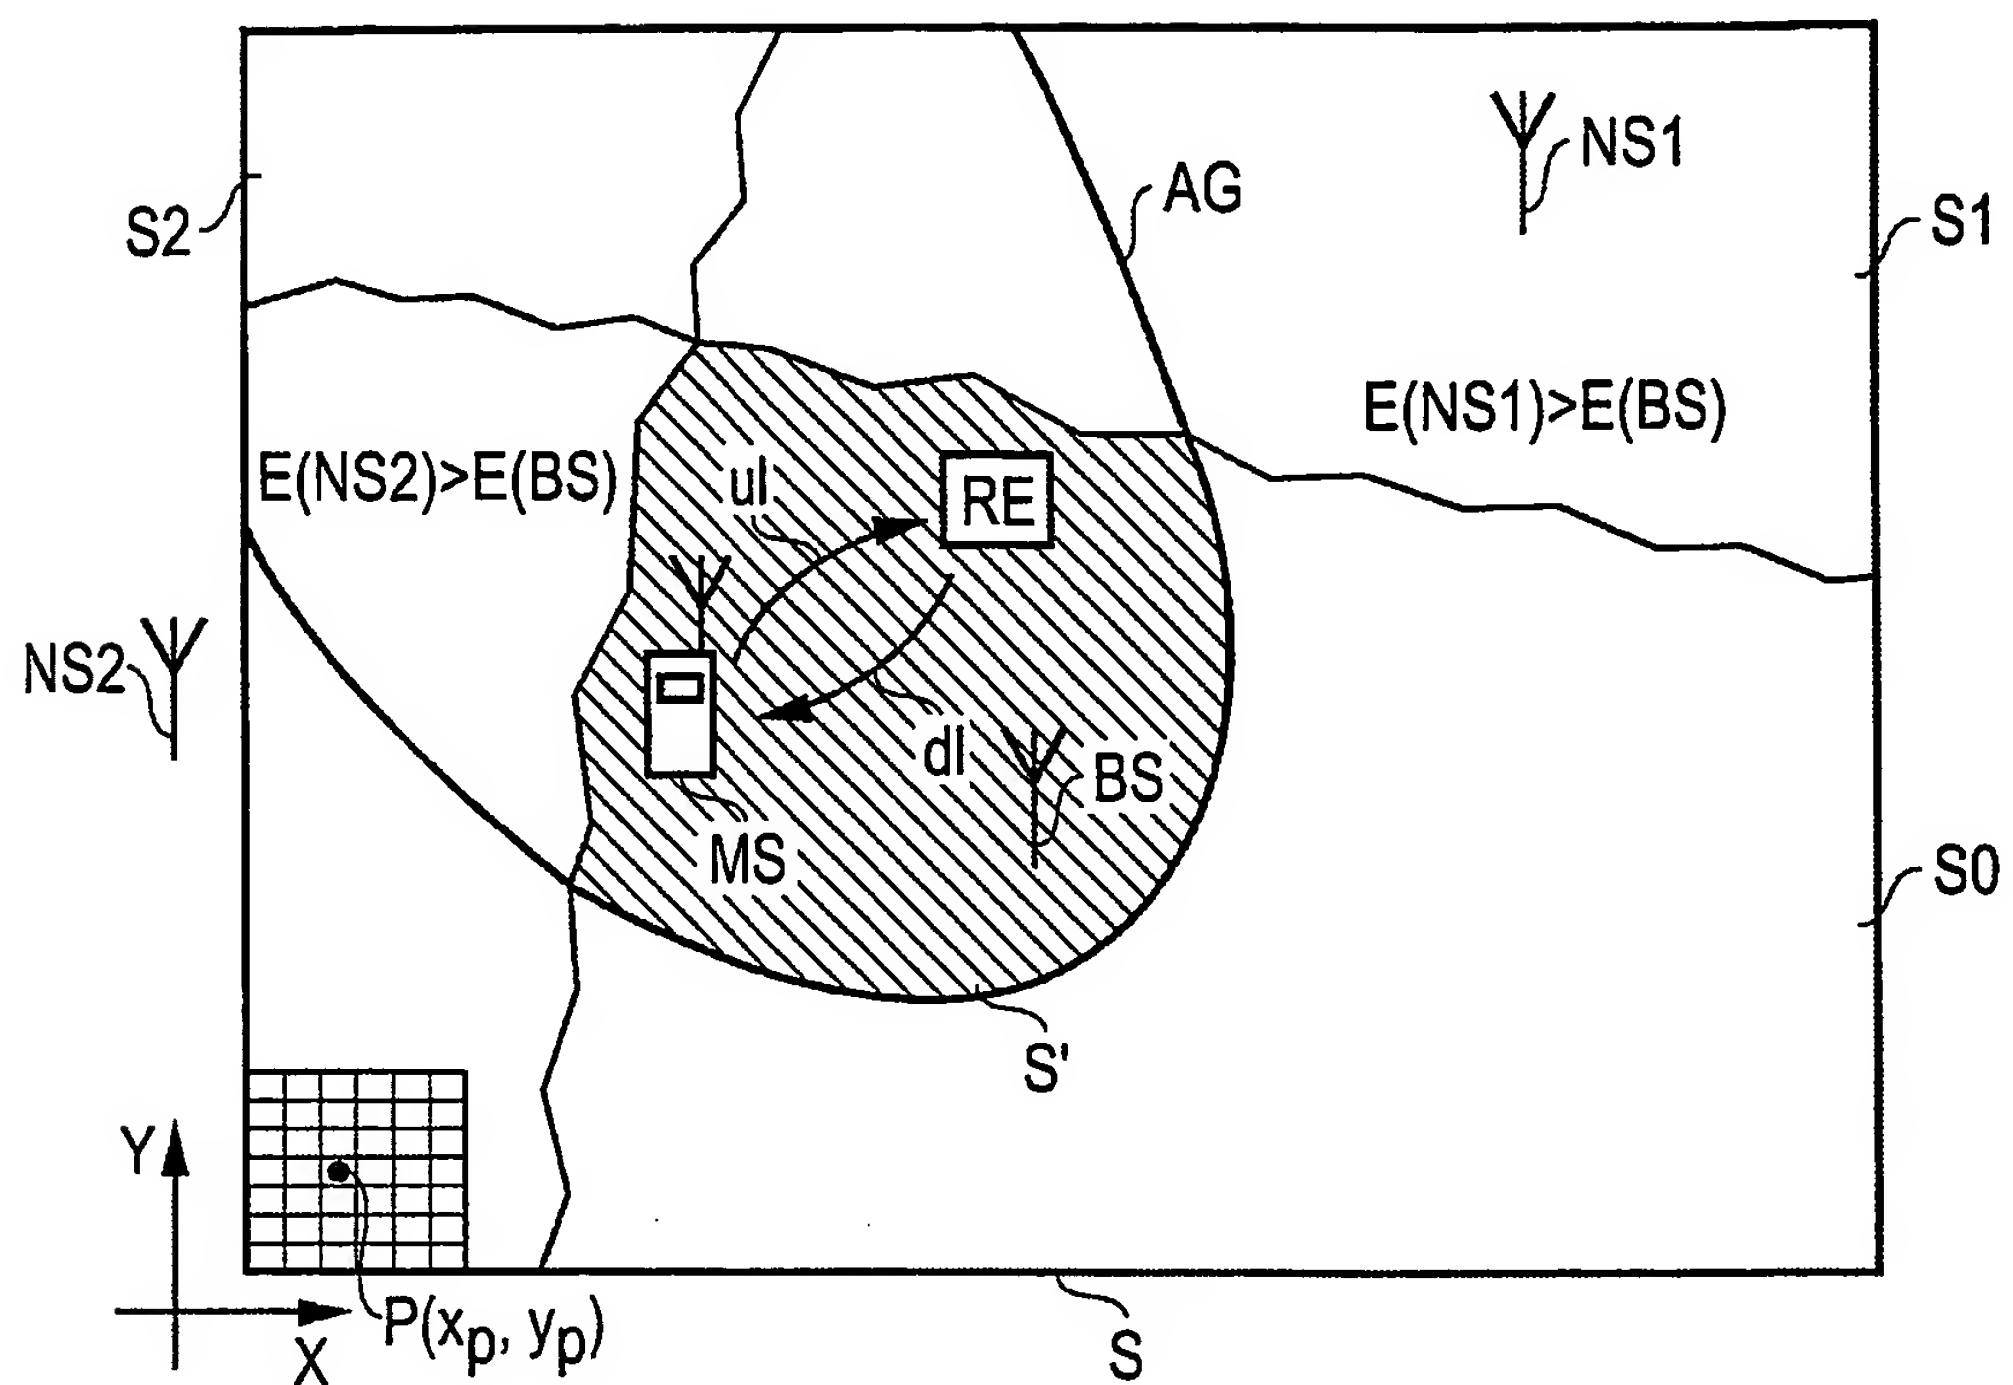 NS1
AG
S2
S1
E(NS1)>E(BS)
E(NS2)>E(BS)
ul
RE
NS2
dl
BS
MS
S0
S'
Y
P(xp, yp)
X
S